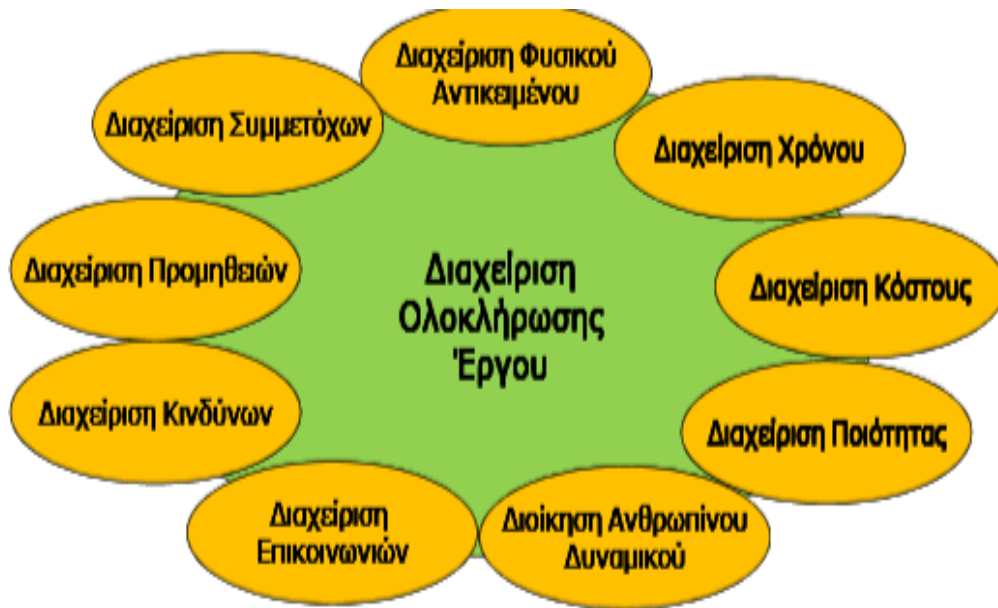 Διαχείριση Φυσικού
Αντικειμένου
Διαχείριση Χρόνου
Διαχείριση Κόστους
Διαχείριση Ποιότητας
Διοίκηση Ανθρωπίνου
Δυναμικού
Διαχείριση
Επικοινωνιών
Διαχείριση Κινδύνων
Διαχείριση Προμηθειών
Διαχείριση Συμμετόχων
Διαχείριση
Ολοκλήρωσης
Έργου